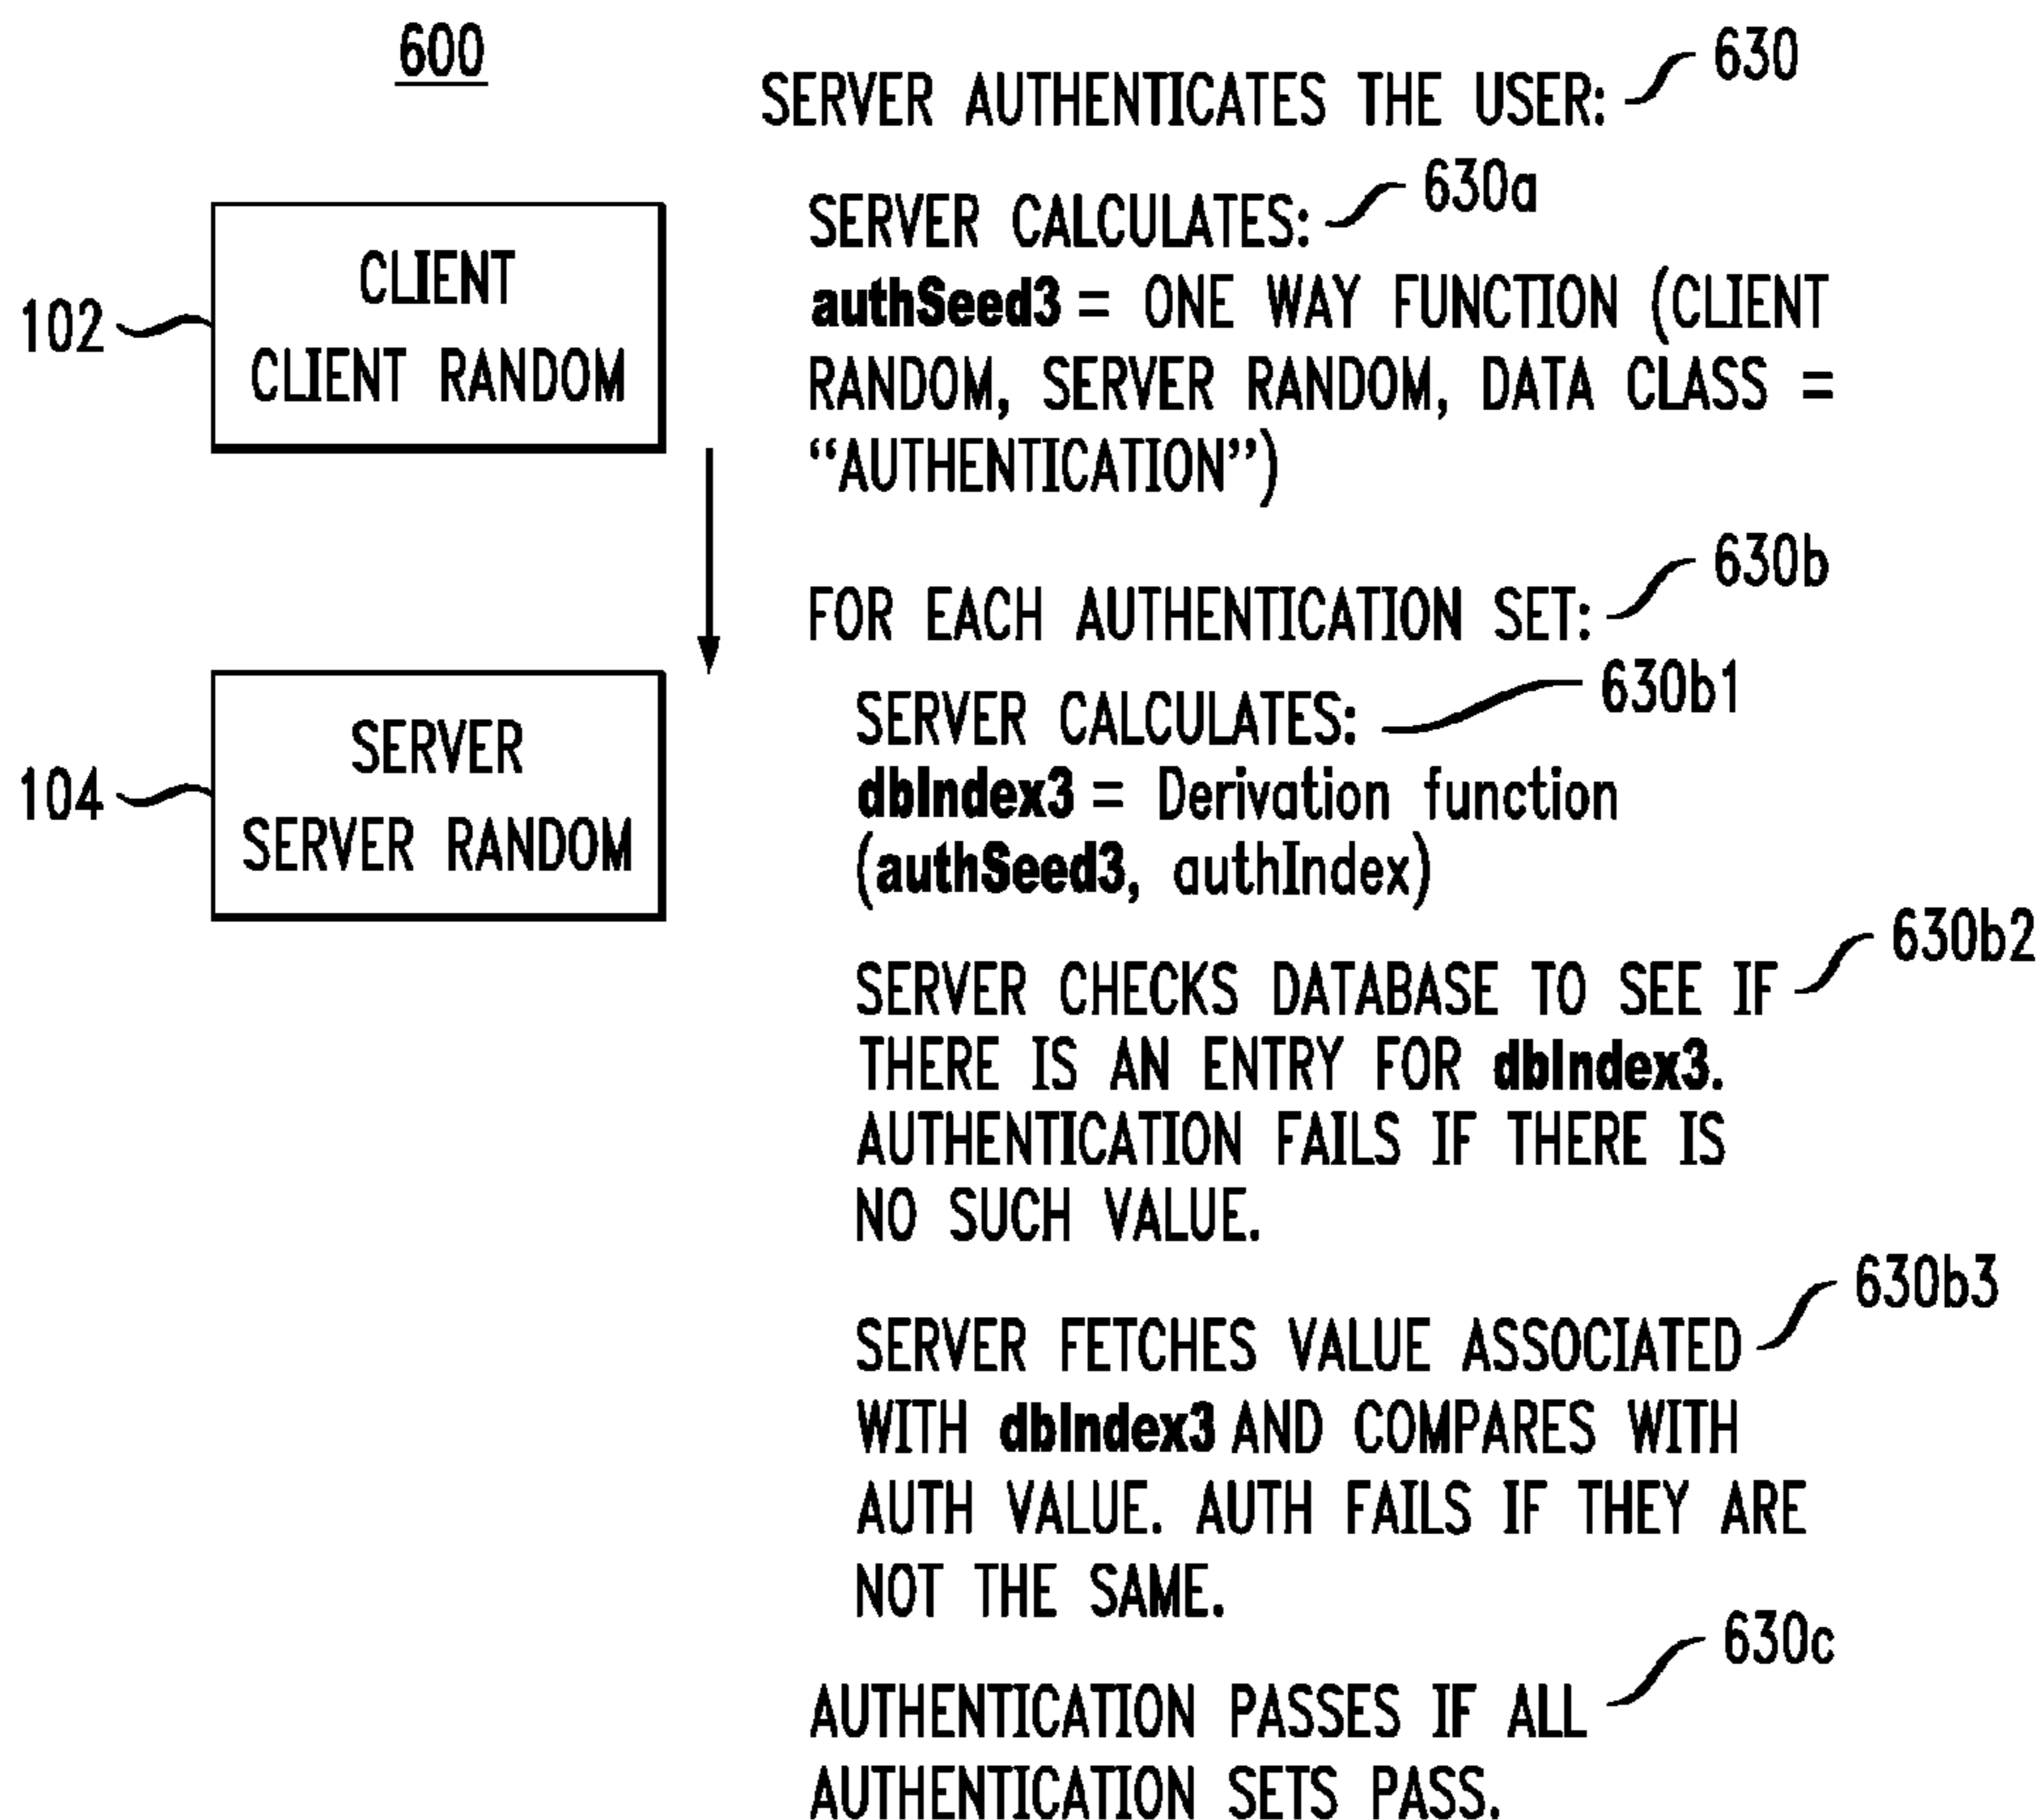 600
630
SERVER AUTHENTICATES THE USER:
630a
SERVER CALCULATES:
authSeed3 = ONE WAY FUNCTION (CLIENT
RANDOM, SERVER RANDOM, DATA CLASS =
“AUTHENTICATION”)
CLIENT
CLIENT RANDOM
102
630b
FOR EACH AUTHENTICATION SET:
630b1
SERVER CALCULATES:
dbIndex3 = Derivation function
(authSeed3, authIndex)
SERVER
SERVER RANDOM
104
630b2
SERVER CHECKS DATABASE TO SEE IF
THERE IS AN ENTRY FOR dbIndex3.
AUTHENTICATION FAILS IF THERE IS
NO SUCH VALUE.
630b3
SERVER FETCHES VALUE ASSOCIATED
WITH dbIndex3 AND COMPARES WITH
AUTH VALUE. AUTH FAILS IF THEY ARE
NOT THE SAME.
630c
AUTHENTICATION PASSES IF ALL
AUTHENTICATION SETS PASS.